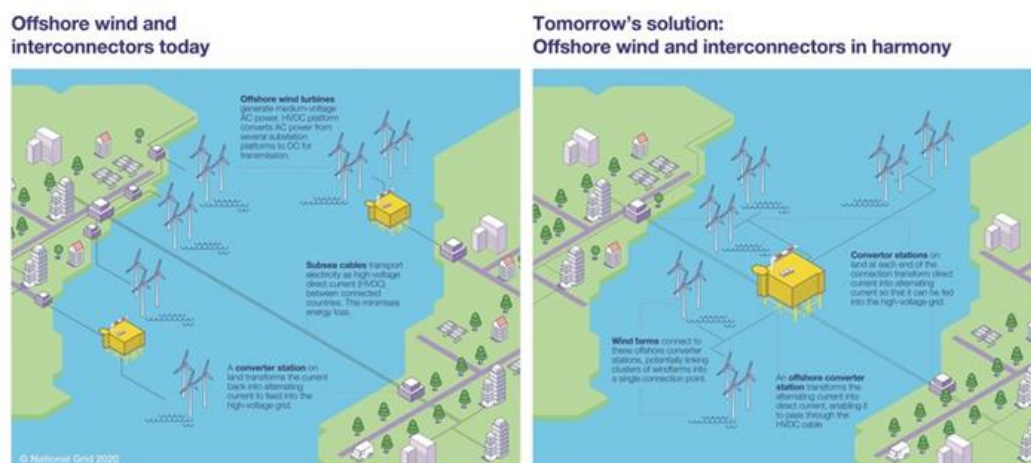 Offshore wind and
interconnectors today
Offshore wind turbines
generate medium-voltage
AC power. HVDC platform
converts AC power from
several substation
platforms to DC for
transmission.
Subsea cables transport
electricity as high-voltage
direct current (HVDC)
between connected
countries. This minimises
energy loss.
A converter station on
land transforms the current
back into alternating
current to feed into the
high-voltage grid.
© National Grid 2020
Tomorrow's solution:
Offshore wind and interconnectors in harmony
Convertor stations on
land at each end of the
connection transform direct
current into alternating
current so that it can be fed
into the high-voltage grid.
Wind farms connect to
these offshore converter
stations, potentially linking
clusters of windfarms into
a single connection point.
An offshore converter
station transforms the
alternating current into
direct current, enabling it
to pass through the
HVDC cable.